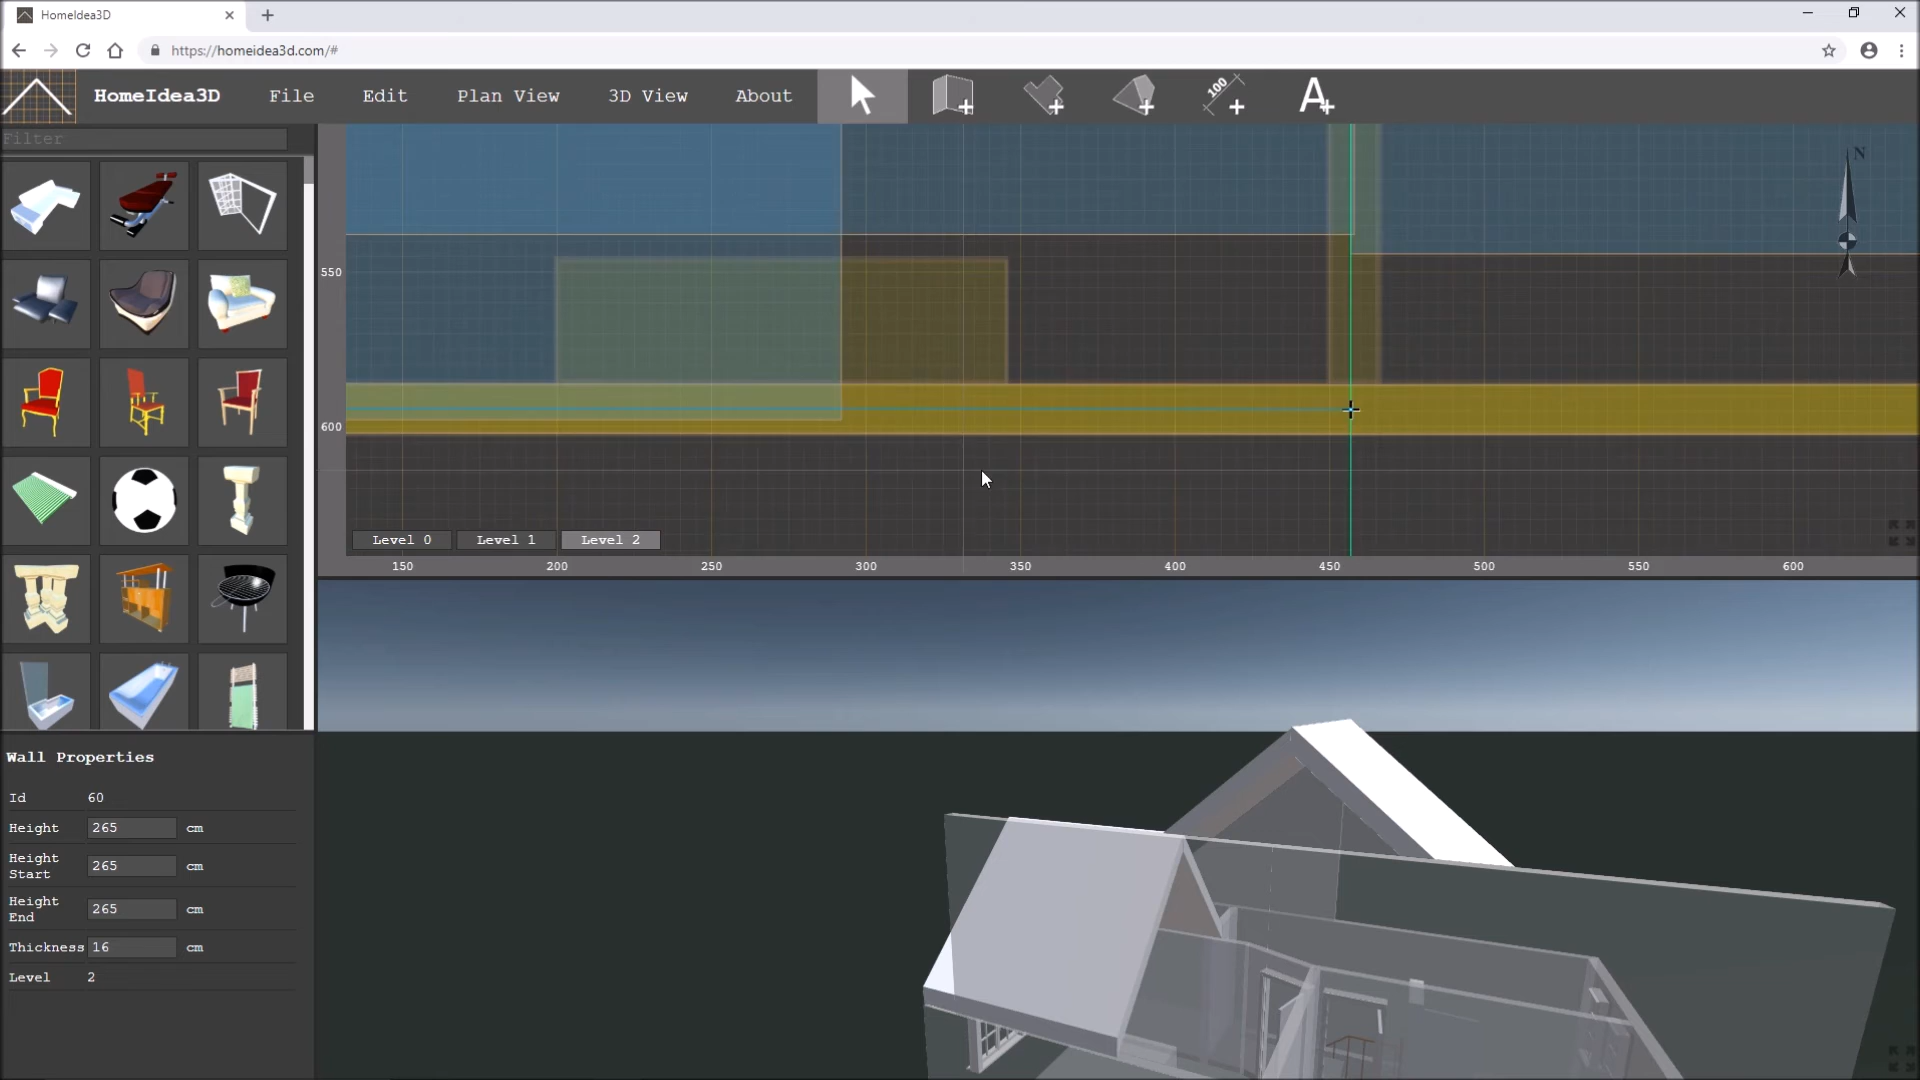 HomeIdea3D
https://homeidea3d.com/#
HomeIdea3D File Edit Plan View 3D View About
100
A
Filter
N
550
600
Level 0 Level 1 Level 2
150 200 250 300 350 400 450 500 550 600
Wall Properties
Id 60
Height 265 cm
Height Start 265 cm
Height End 265 cm
Thickness 16 cm
Level 2